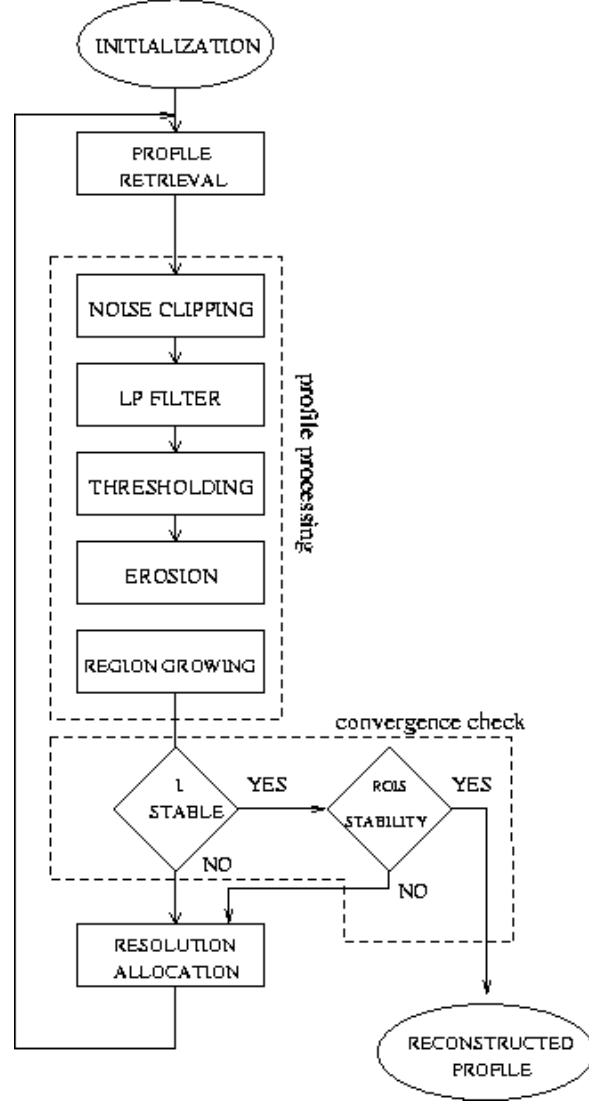 INITIALIZATION
PROFILE
RETRIEVAL
NOISE CLIPPING
LP FILTER
THRESHOLDING
EROSION
REGION GROWING
profile processing
convergence check
I
STABLE
YES
ROIS
STABILITY
YES
NO
NO
RESOLUTION
ALLOCATION
RECONSTRUCTED
PROFILE